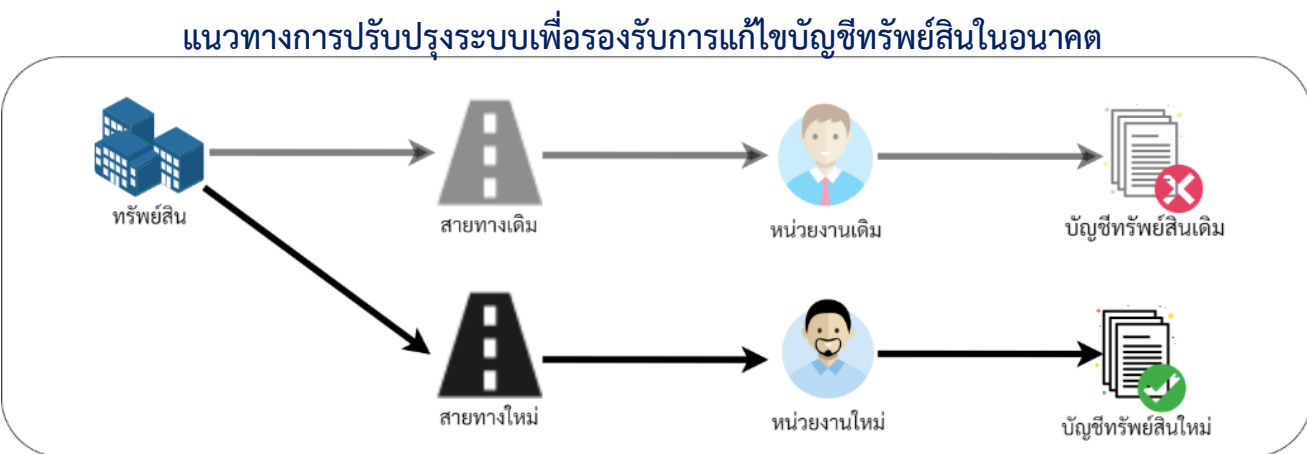 แนวทางการปรับปรุงระบบเพื่อรองรับการแก้ไขบัญชีทรัพย์สินในอนาคต
ทรัพย์สิน
สายทางเดิม
หน่วยงานเดิม
บัญชีทรัพย์สินเดิม
สายทางใหม่
หน่วยงานใหม่
บัญชีทรัพย์สินใหม่